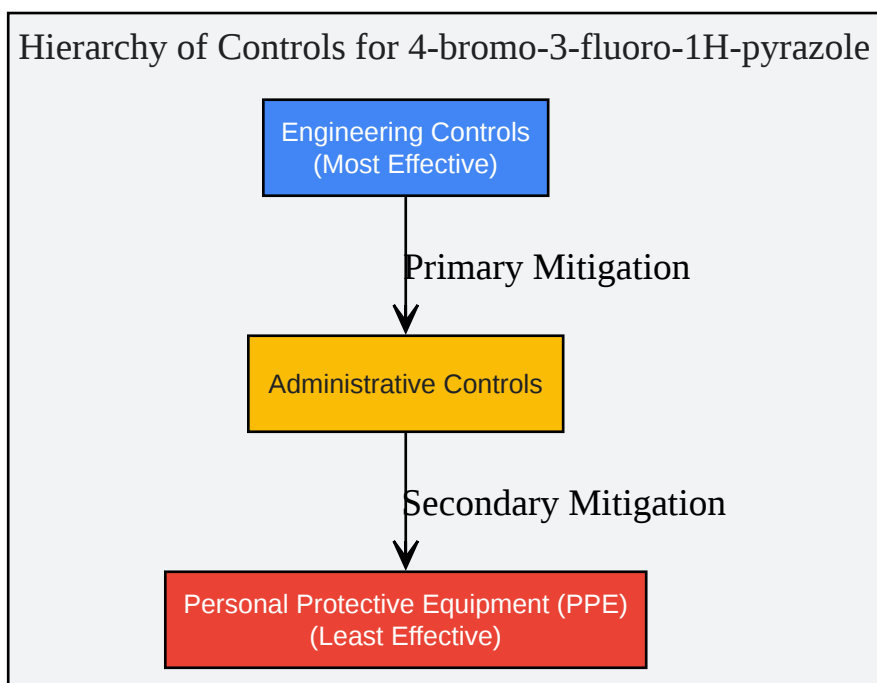 Hierarchy of Controls for 4-bromo-3-fluoro-1H-pyrazole
Engineering Controls
(Most Effective)
Primary Mitigation
Administrative Controls
Secondary Mitigation
Personal Protective Equipment (PPE)
(Least Effective)